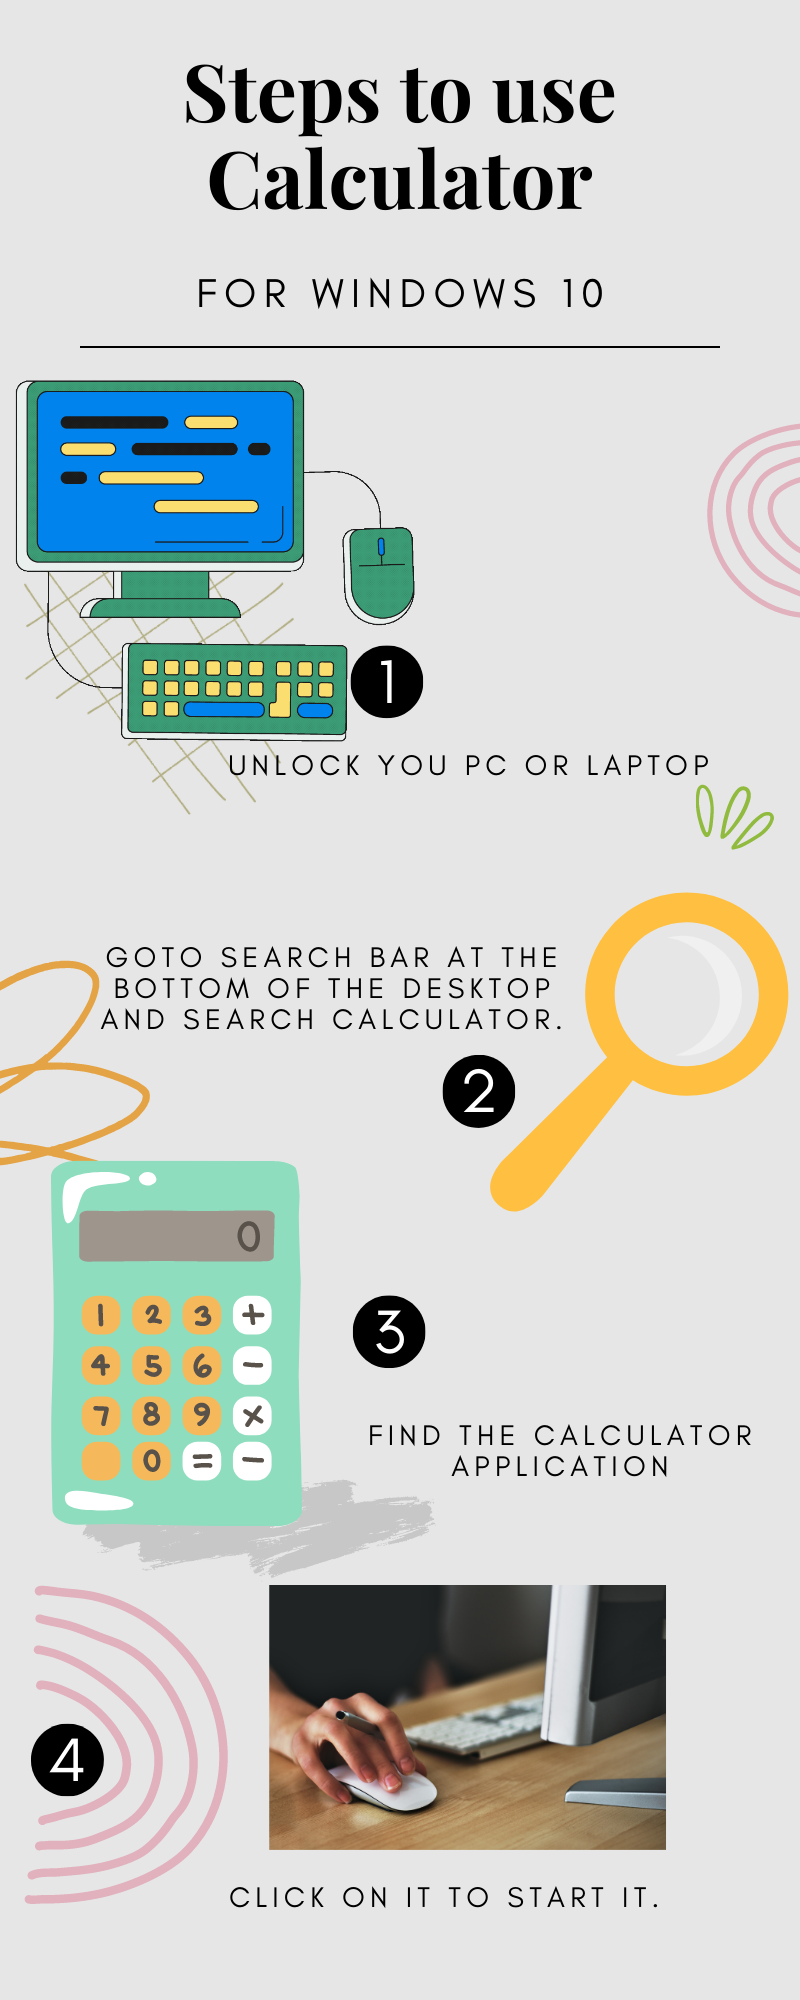 Steps to use
Calculator
FOR WINDOWS 10
1
UNLOCK YOU PC OR LAPTOP
GOTO SEARCH BAR AT THE
BOTTOM OF THE DESKTOP
AND SEARCH CALCULATOR.
2
0
1 2 3 +
4 5 6 −
7 8 9 ×
0 = −
3
FIND THE CALCULATOR
APPLICATION
4
CLICK ON IT TO START IT.